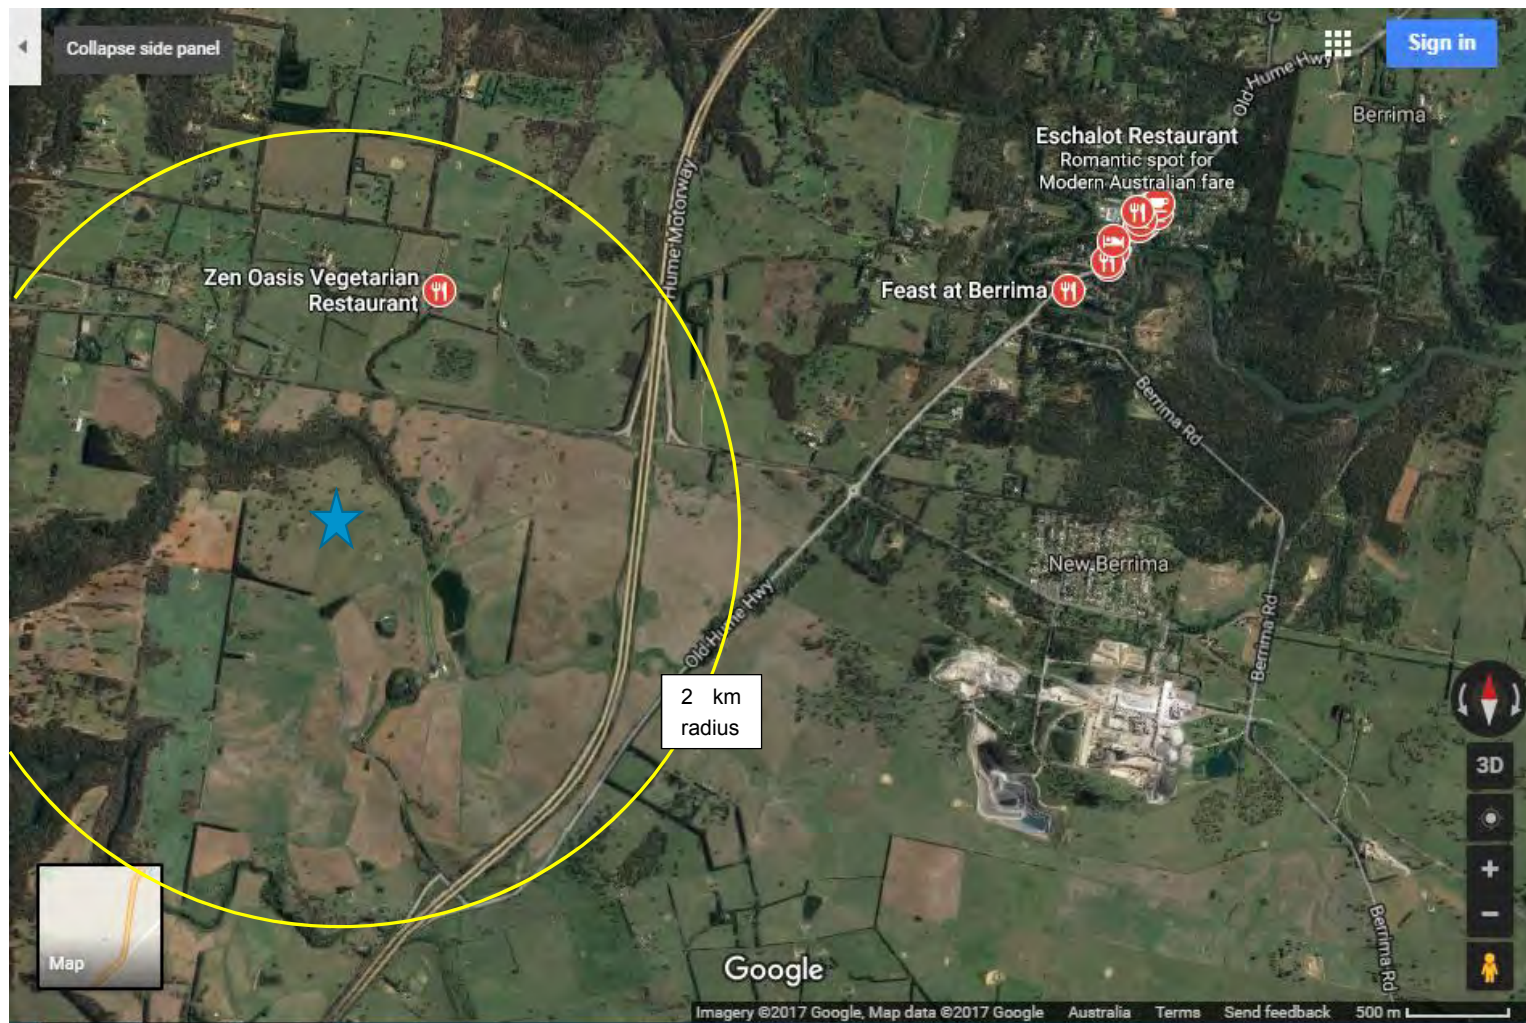 Collapse side panel
Sign in
Old Hume Hwy
Berrima
Eschalot Restaurant
Romantic spot for
Modern Australian fare
Hume Motorway
Zen Oasis Vegetarian
Restaurant
Feast at Berrima
Berrima Rd
New Berrima
Old Hume Hwy
Berrima Rd
2 km
radius
3D
Berrima Rd
Map
Google
Imagery ©2017 Google, Map data ©2017 Google Australia Terms Send feedback 500 m